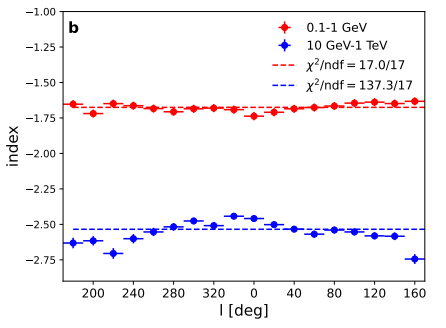 b
0.1-1 GeV
10 GeV-1 TeV
χ²/ndf = 17.0/17
χ²/ndf = 137.3/17
−1.00
−1.25
−1.50
−1.75
−2.00
−2.25
−2.50
−2.75
index
200 240 280 320 0 40 80 120 160
l [deg]